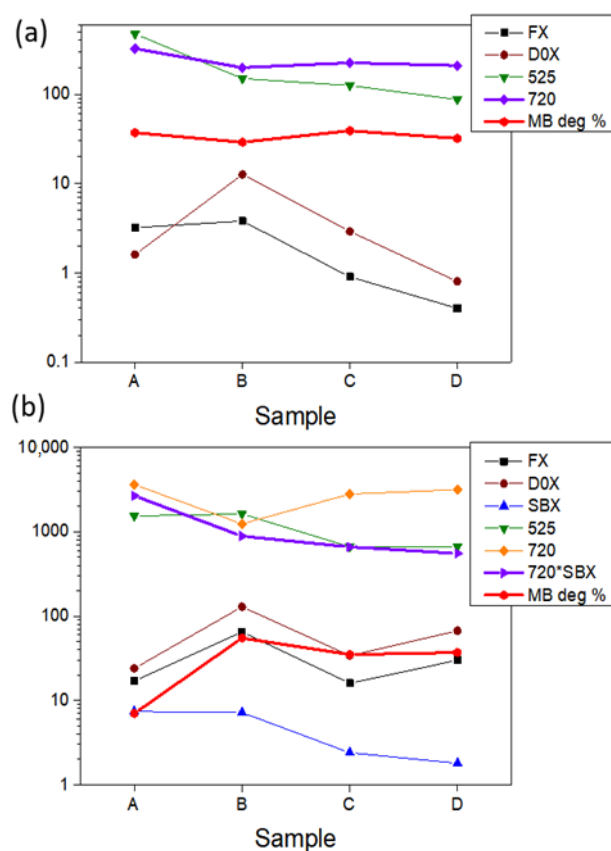 (a)
FX
D0X
525
720
MB deg %
100
10
1
0.1
A B C D
Sample
(b)
10,000
1000
100
10
1
FX
D0X
SBX
525
720
720*SBX
MB deg %
A B C D
Sample